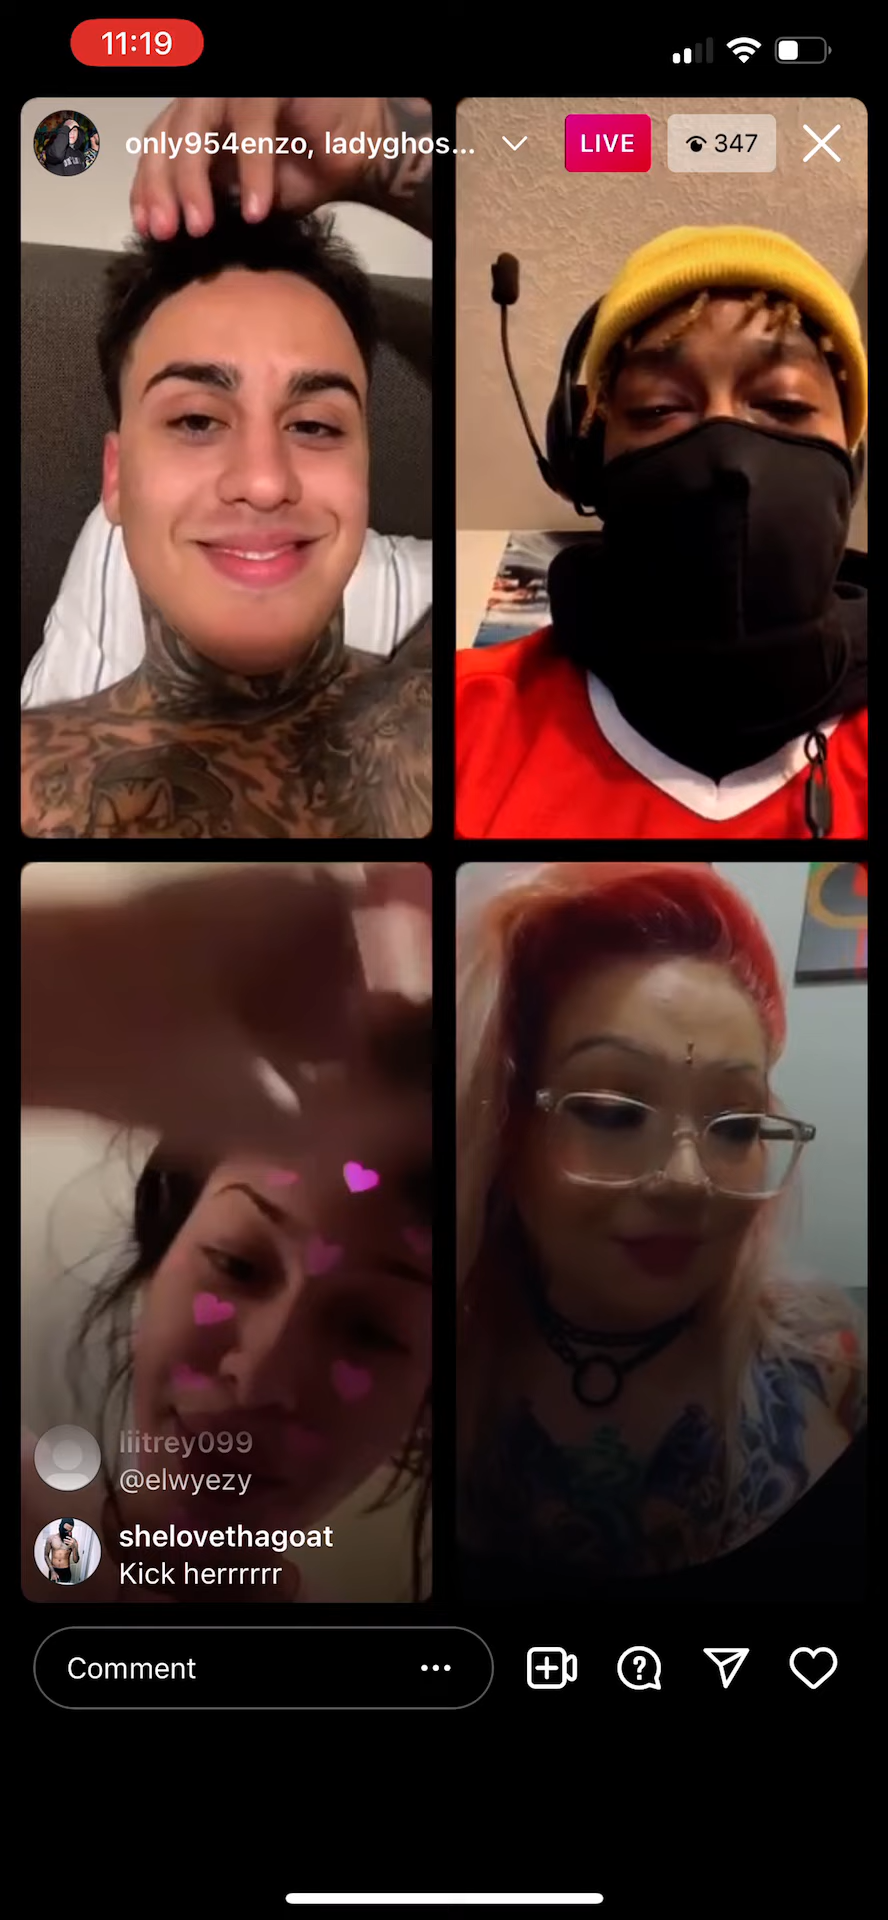 11:19
only954enzo, ladyghos...
LIVE
347
liitrey099
@elwyezy
shelovethagoat
Kick herrrrrr
Comment